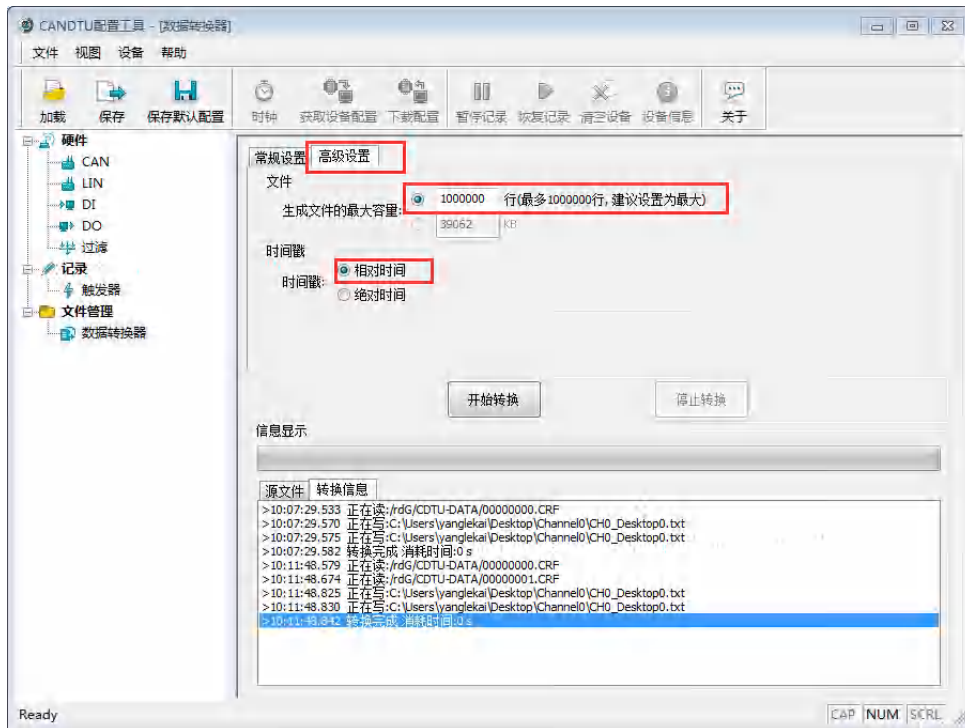 CANDTU配置工具 - [数据转换器]
文件 视图 设备 帮助
加载 保存 保存默认配置 时钟 获取设备配置 下载配置 暂停记录 恢复记录 清空设备 设备信息 关于
硬件
CAN
LIN
DI
DO
过滤
记录
触发器
文件管理
数据转换器
常规设置 高级设置
文件
生成文件的最大容量: 1000000 行(最多1000000行, 建议设置为最大)
39062 KB
时间戳
时间戳: 相对时间
绝对时间
开始转换 停止转换
信息显示
源文件 转换信息
>10:07:29.533 正在读:/rdG/CDTU-DATA/00000000.CRF
>10:07:29.570 正在写:C:\Users\yanglekai\Desktop\Channel0\CH0_Desktop0.txt
>10:07:29.575 正在写:C:\Users\yanglekai\Desktop\Channel0\CH0_Desktop0.txt
>10:07:29.582 转换完成 消耗时间:0 s
>10:11:48.579 正在读:/rdG/CDTU-DATA/00000001.CRF
>10:11:48.674 正在写:C:\Users\yanglekai\Desktop\Channel0\CH0_Desktop0.txt
>10:11:48.825 正在写:C:\Users\yanglekai\Desktop\Channel0\CH0_Desktop0.txt
>10:11:48.830 正在写:C:\Users\yanglekai\Desktop\Channel0\CH0_Desktop0.txt
>10:11:48.842 转换完成 消耗时间:0 s
Ready CAP NUM SCRL